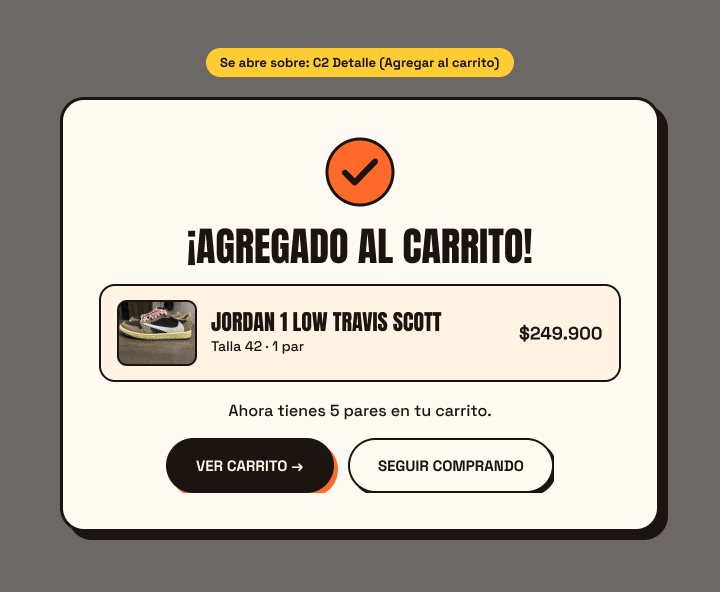 Se abre sobre: C2 Detalle (Agregar al carrito)
¡AGREGADO AL CARRITO!
JORDAN 1 LOW TRAVIS SCOTT
Talla 42 · 1 par
$249.900
Ahora tienes 5 pares en tu carrito.
VER CARRITO →
SEGUIR COMPRANDO